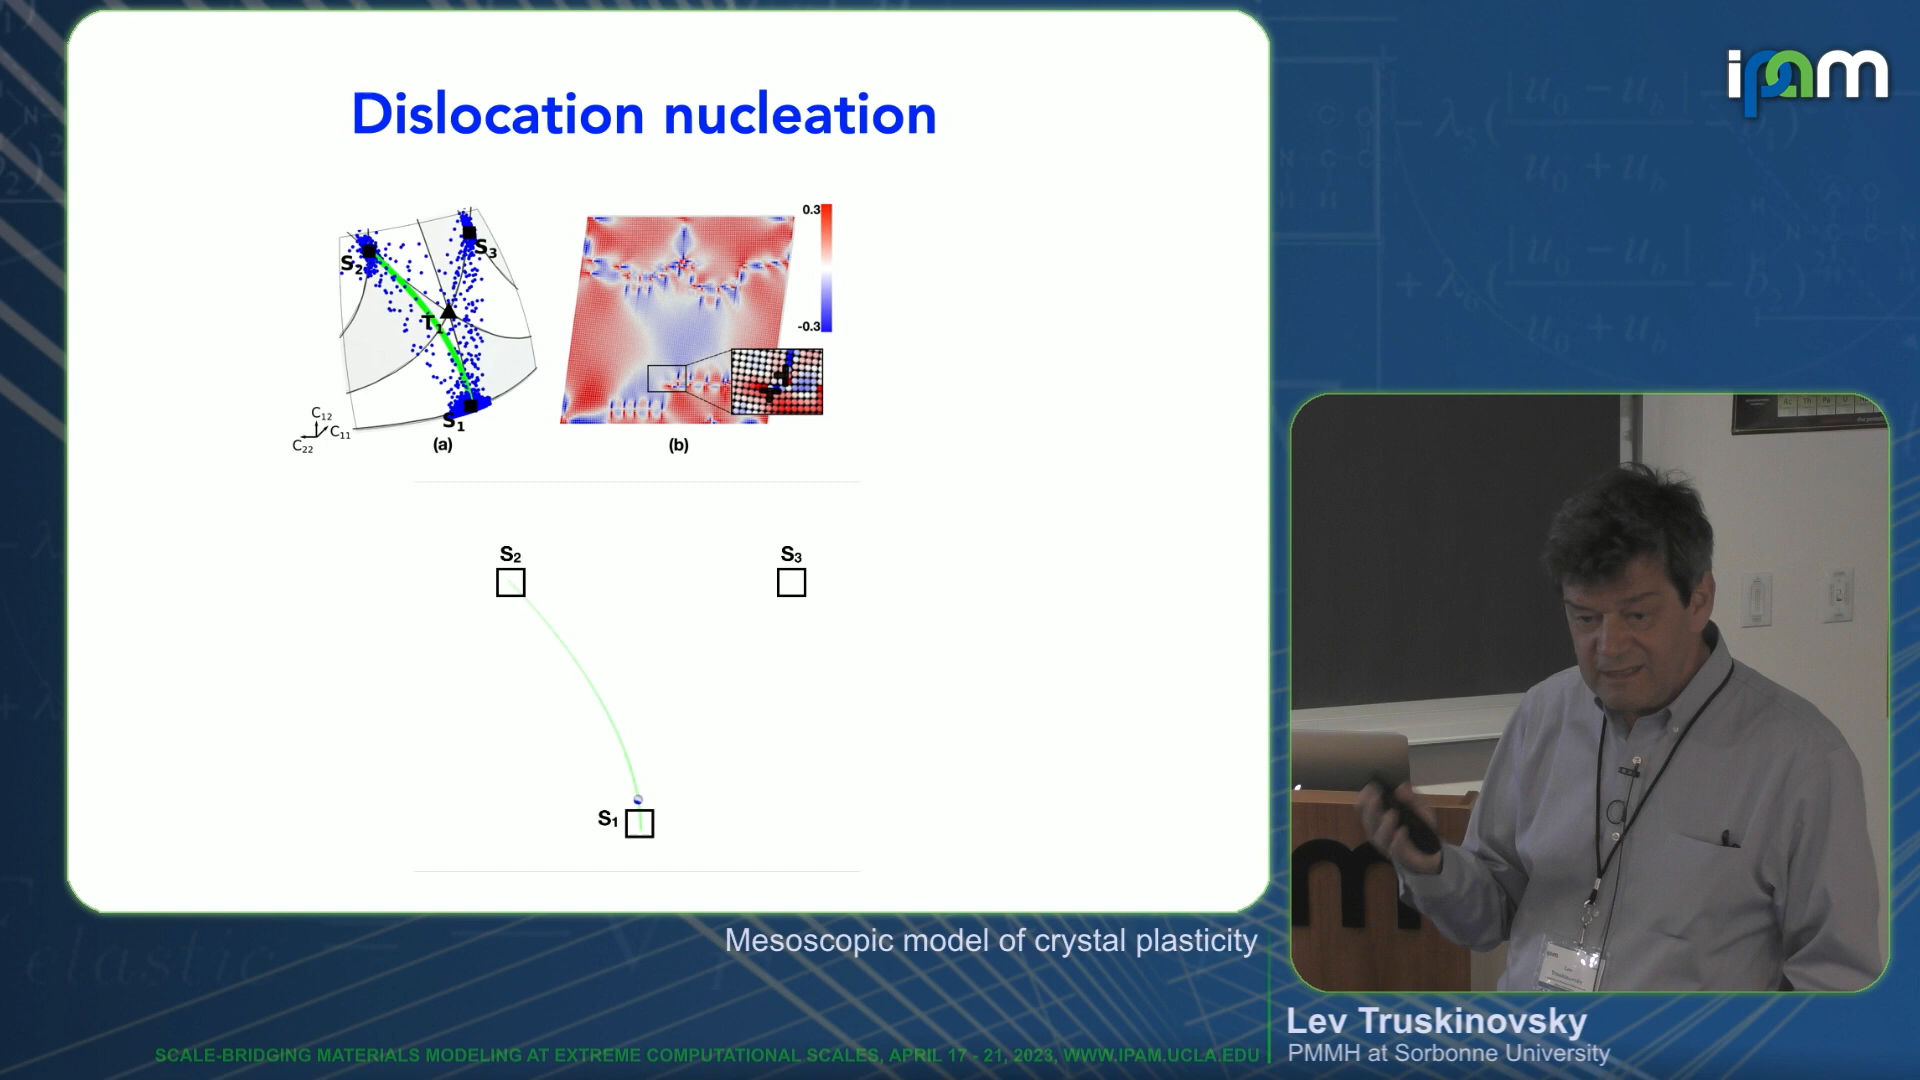 ipam
Dislocation nucleation
S2
S3
T1
S1
C12
C11
C22
(a)
0.3
-0.3
(b)
S2
S3
S1
Mesoscopic model of crystal plasticity
Lev Truskinovsky
PMMH at Sorbonne University
SCALE-BRIDGING MATERIALS MODELING AT EXTREME COMPUTATIONAL SCALES, APRIL 17 - 21, 2023, WWW.IPAM.UCLA.EDU